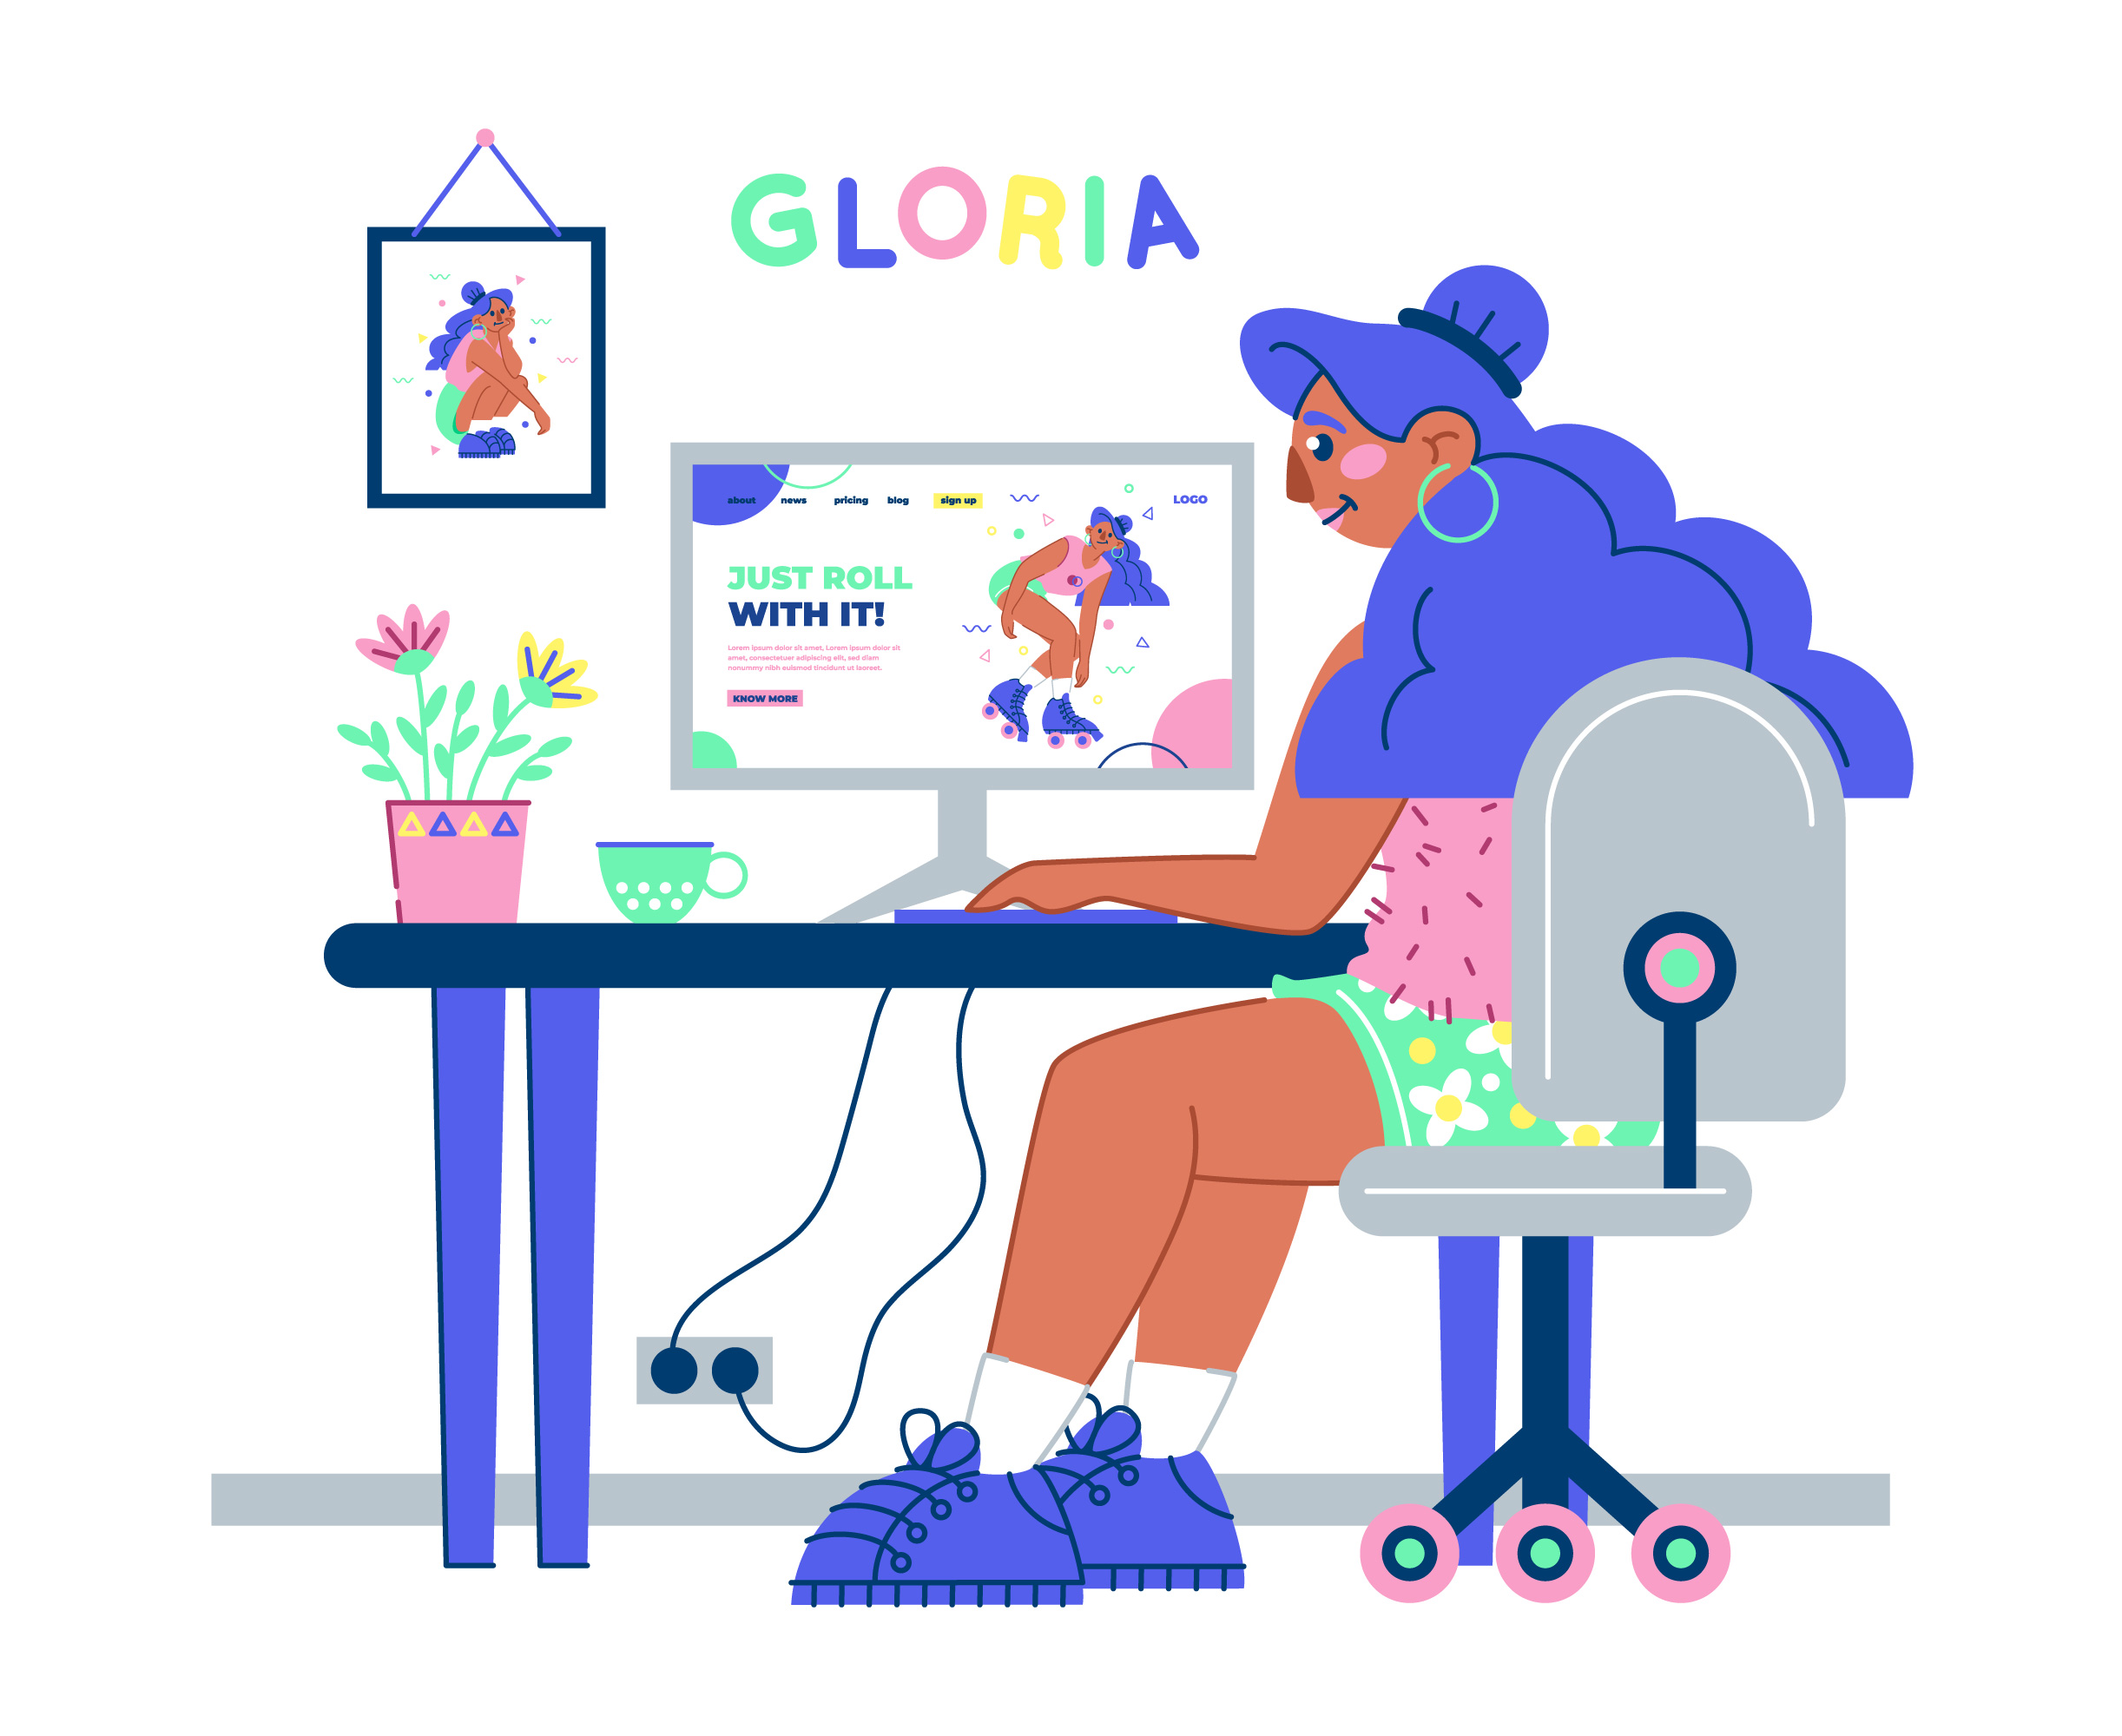 GLORIA
about news pricing blog sign up LOGO
JUST ROLL
WITH IT!
Lorem ipsum dolor sit amet, Lorem ipsum dolor sit
amet, consectetuer adipiscing elit, sed diam
nonummy nibh euismod tincidunt ut laoreet.
KNOW MORE